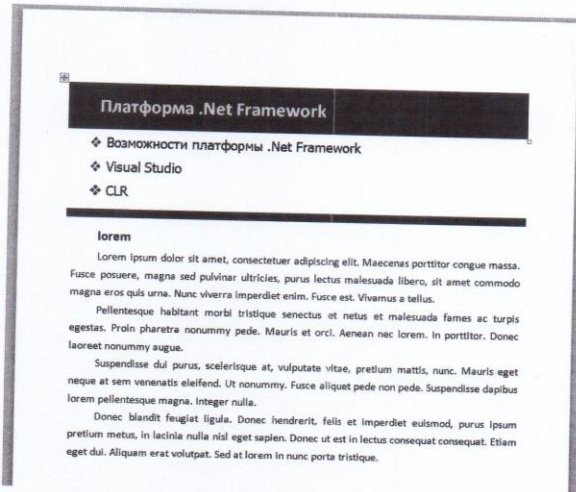 Платформа .Net Framework
❖ Возможности платформы .Net Framework
❖ Visual Studio
❖ CLR
lorem
Lorem ipsum dolor sit amet, consectetuer adipiscing elit. Maecenas porttitor congue massa.
Fusce posuere, magna sed pulvinar ultricies, purus lectus malesuada libero, sit amet commodo
magna eros quis urna. Nunc viverra imperdiet enim. Fusce est. Vivamus a tellus.
Pellentesque habitant morbi tristique senectus et netus et malesuada fames ac turpis
egestas. Proin pharetra nonummy pede. Mauris et orci. Aenean nec lorem. In porttitor. Donec
laoreet nonummy augue.
Suspendisse dui purus, scelerisque at, vulputate vitae, pretium mattis, nunc. Mauris eget
neque at sem venenatis eleifend. Ut nonummy. Fusce aliquet pede non pede. Suspendisse dapibus
lorem pellentesque magna. Integer nulla.
Donec blandit feugiat ligula. Donec hendrerit, felis et imperdiet euismod, purus ipsum
pretium metus, in lacinia nulla nisl eget sapien. Donec ut est in lectus consequat consequat. Etiam
eget dui. Aliquam erat volutpat. Sed at lorem in nunc porta tristique.